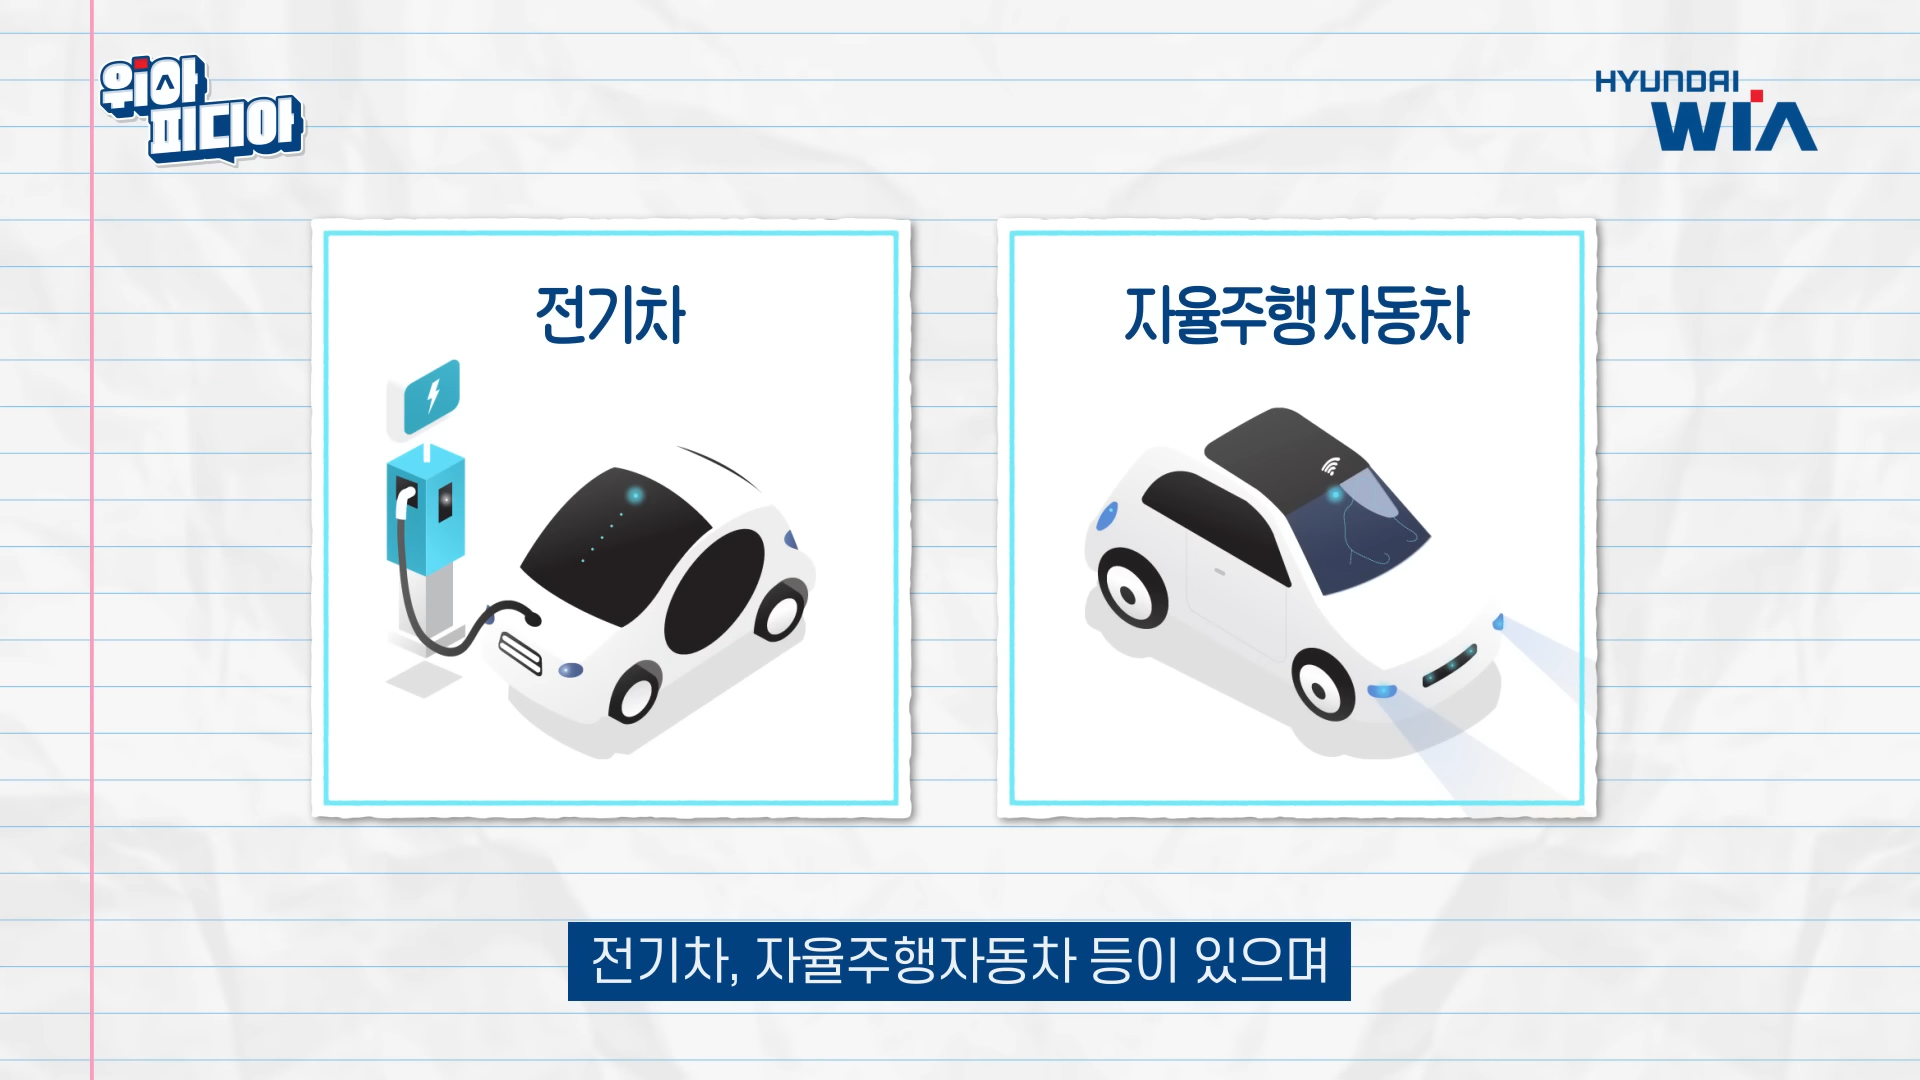 위아
피디아
HYUNDAI
WIA
전기차
자율주행 자동차
전기차, 자율주행자동차 등이 있으며